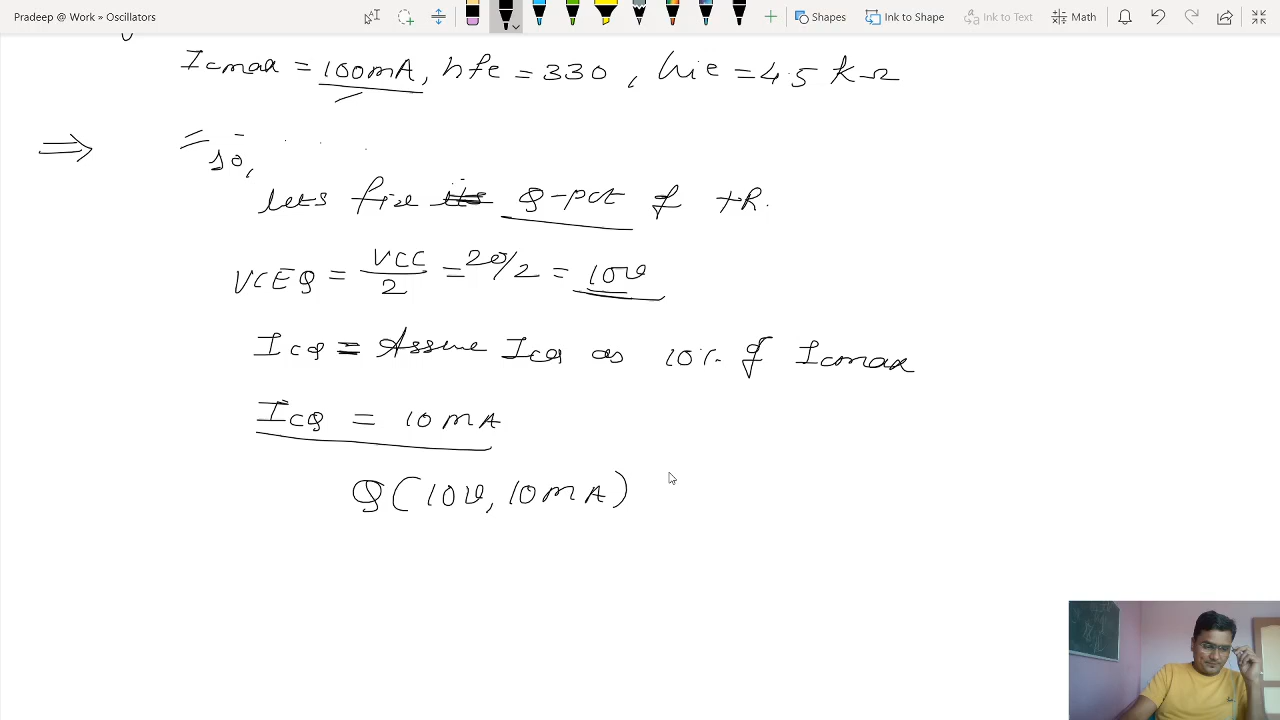 Pradeep @ Work » Oscillators
Shapes
Ink to Shape
Ink to Text
Math
Icmax = 100mA, hfe = 330, hie = 4.5 kΩ
⇒ so,
lets fix its Q-pct of tR.
VCEQ = VCC/2 = 20/2 = 10V
ICQ = Assume ICQ as 10% of Icmax
ICQ = 10mA
Q(10V, 10mA)